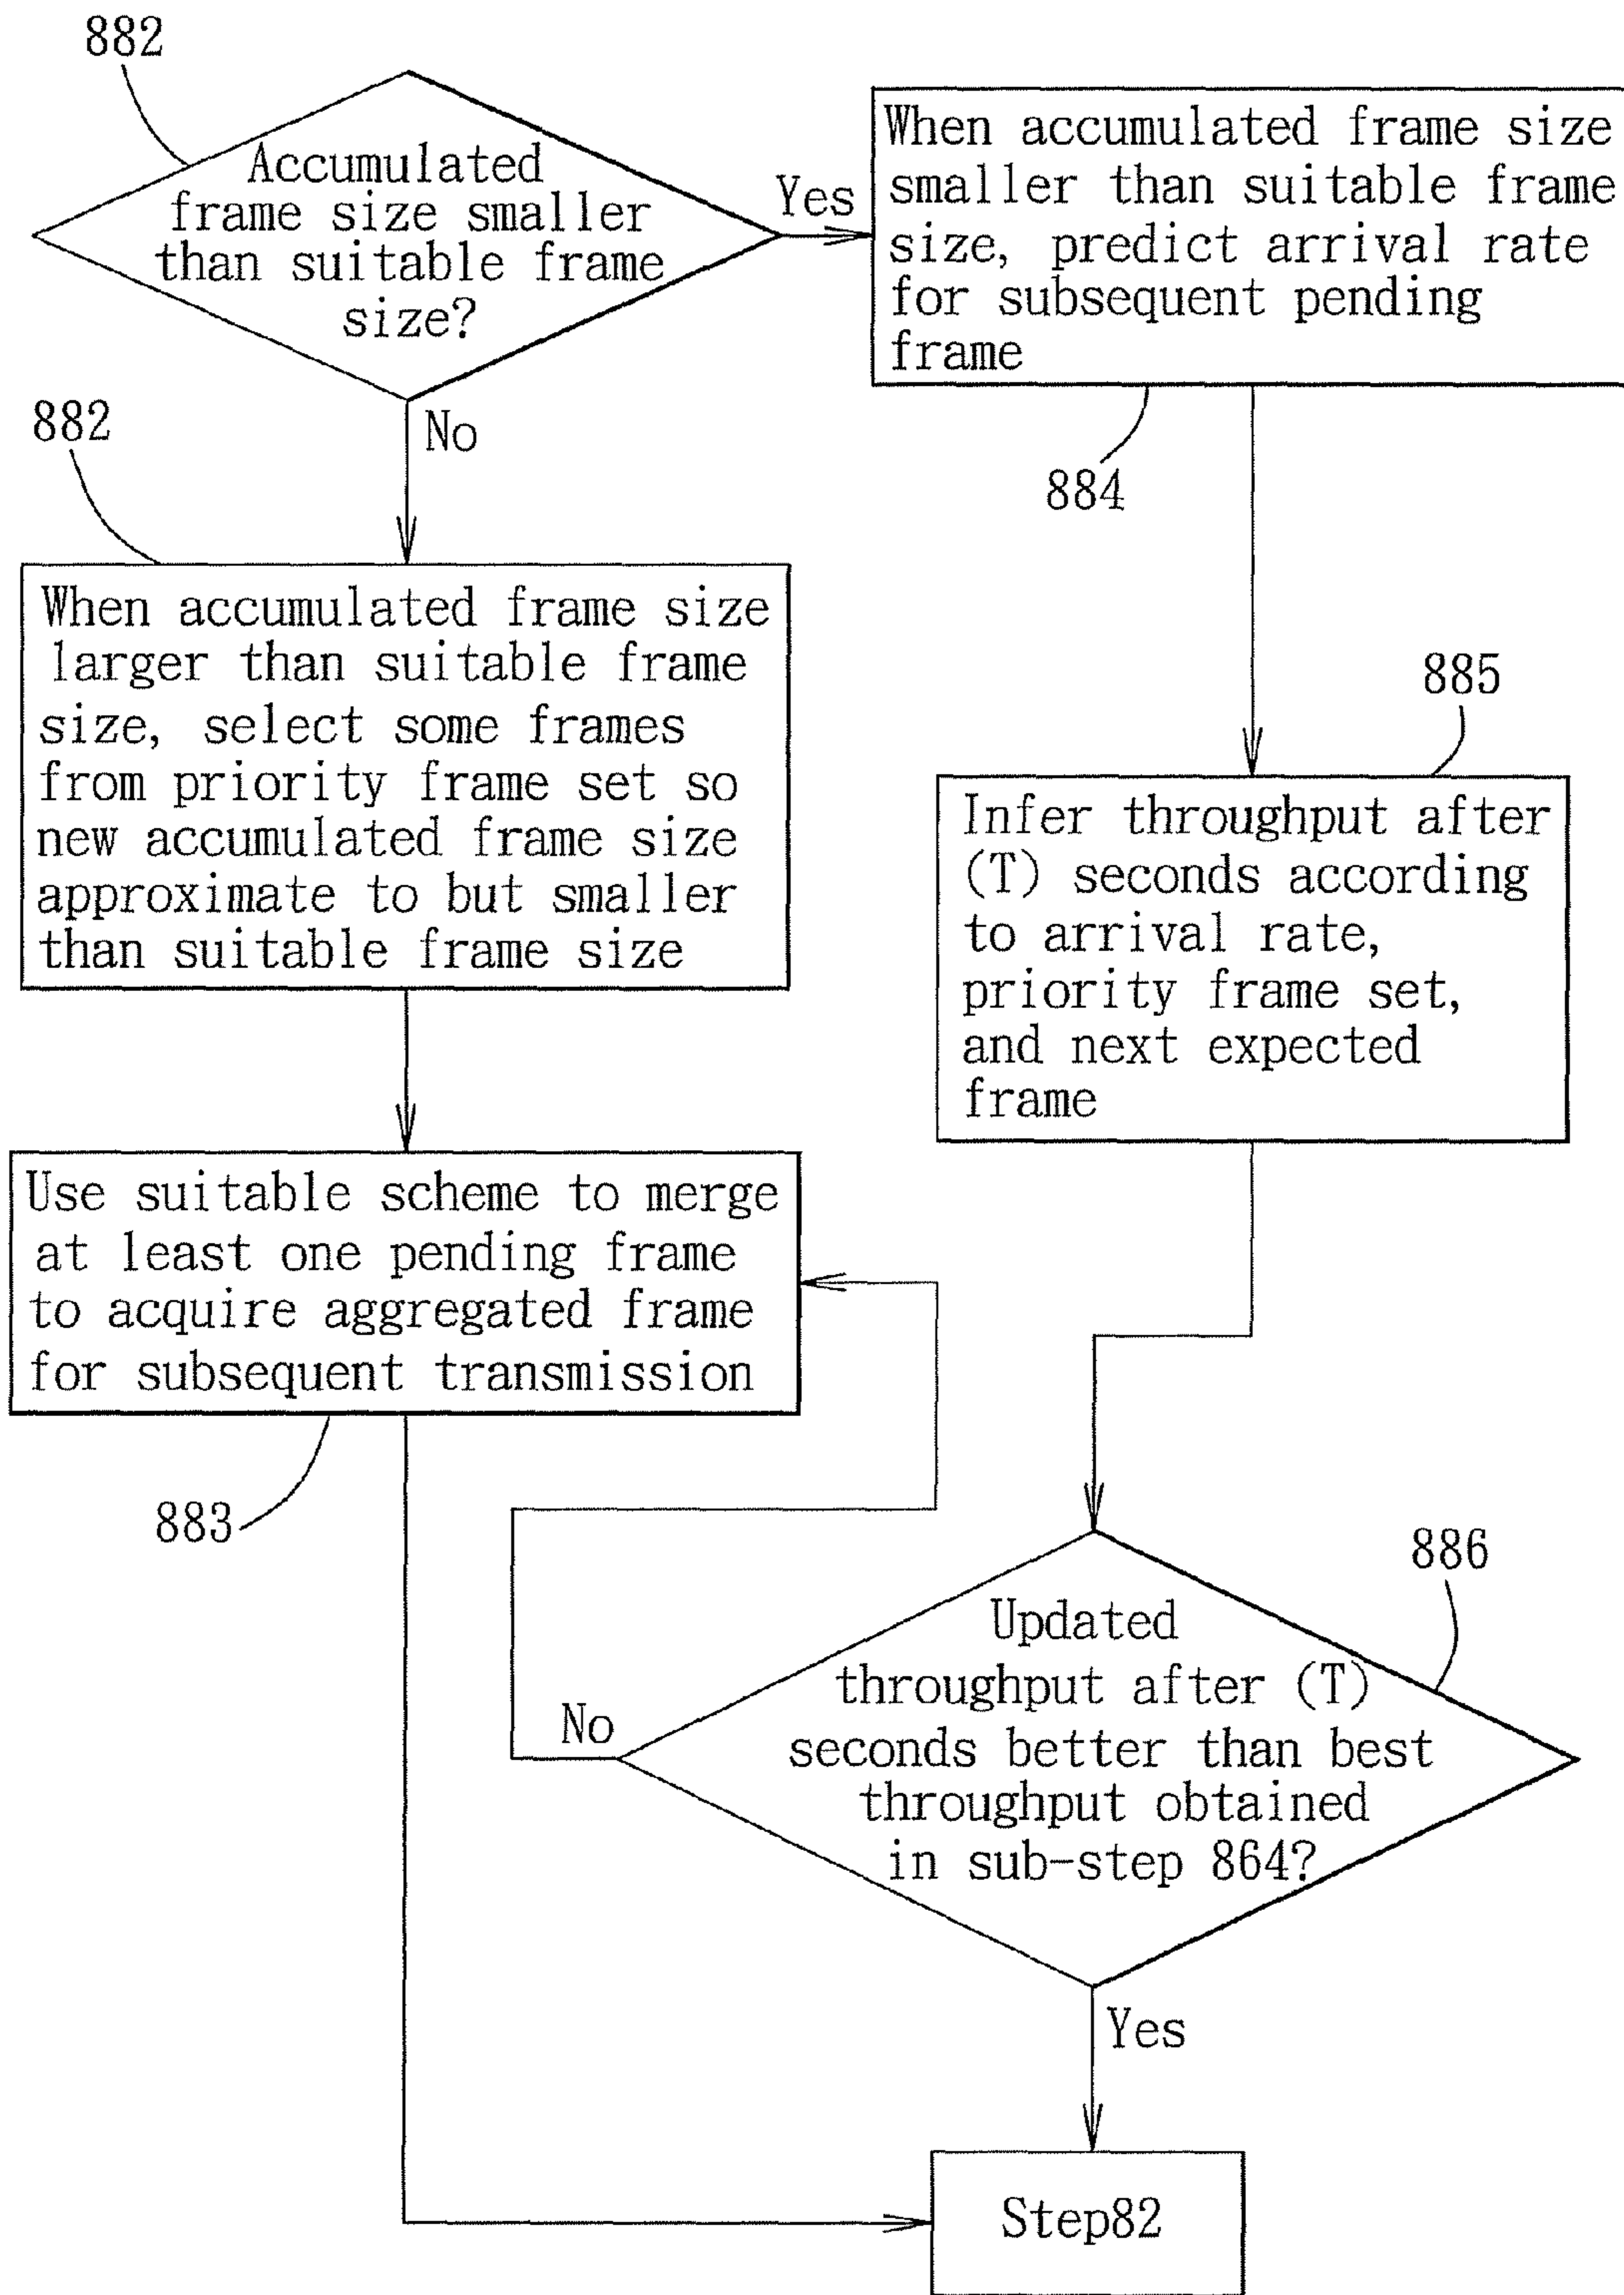 882
Accumulated
frame size smaller
than suitable frame
size?
Yes
When accumulated frame size
smaller than suitable frame
size, predict arrival rate
for subsequent pending
frame
884
No
882
When accumulated frame size
larger than suitable frame
size, select some frames
from priority frame set so
new accumulated frame size
approximate to but smaller
than suitable frame size
885
Infer throughput after
(T) seconds according
to arrival rate,
priority frame set,
and next expected
frame
Use suitable scheme to merge
at least one pending frame
to acquire aggregated frame
for subsequent transmission
883
886
Updated
throughput after (T)
seconds better than best
throughput obtained
in sub-step 864?
No
Yes
Step82